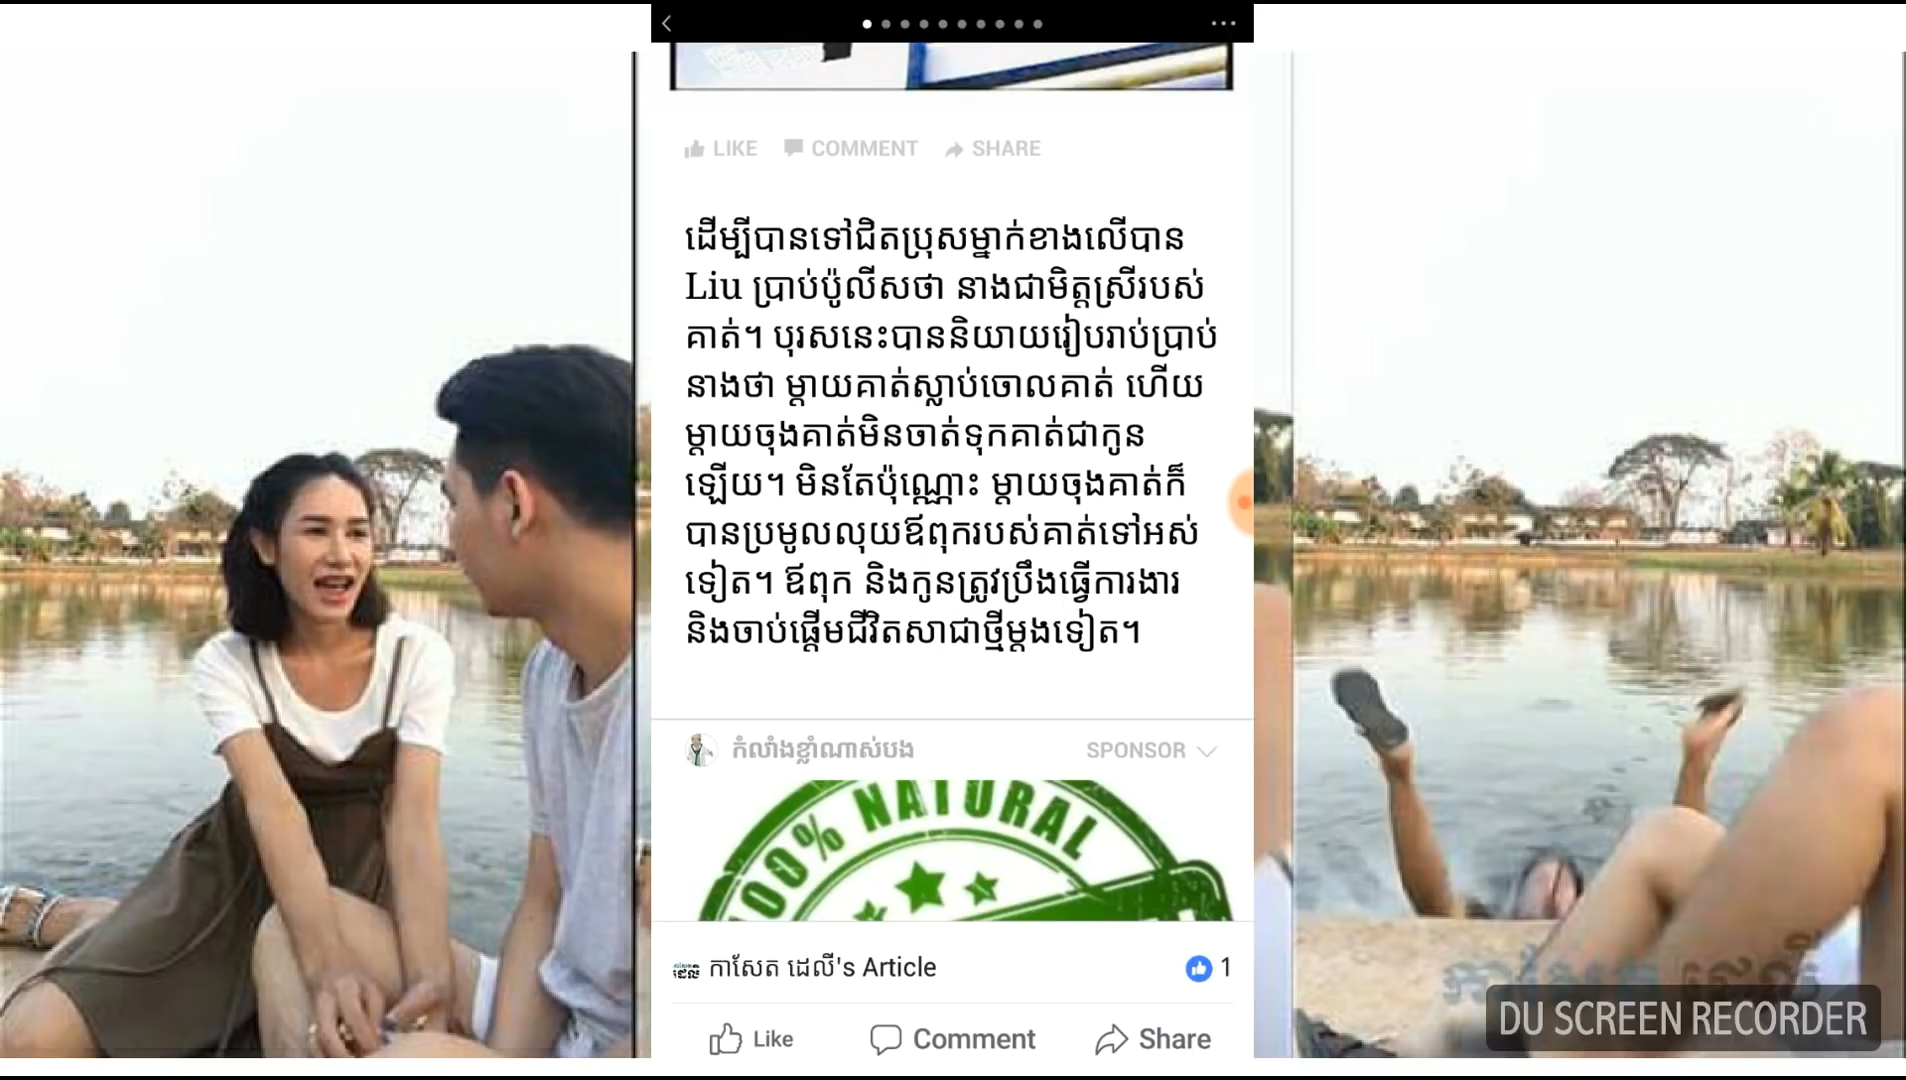 LIKE COMMENT SHARE
ដើម្បីបានទៅជិតប្រុសម្នាក់ខាងលើបាន
Liu ប្រាប់ប៉ូលីសថា នាងជាមិត្តស្រីរបស់
គាត់។ បុរសនេះបាននិយាយរៀបរាប់ប្រាប់
នាងថា ម្ដាយគាត់ស្លាប់ចោលគាត់ ហើយ
ម្ដាយចុងគាត់មិនចាត់ទុកគាត់ជាកូន
ឡើយ។ មិនតែប៉ុណ្ណោះ ម្ដាយចុងគាត់ក៏
បានប្រមូលលុយឪពុករបស់គាត់ទៅអស់
ទៀត។ ឪពុក និងកូនត្រូវប្រឹងធ្វើការងារ
និងចាប់ផ្ដើមជីវិតសាជាថ្មីម្ដងទៀត។
កំលាំងខ្លាំណាស់បង SPONSOR
100% NATURAL
កាសែត ដេលី's Article 1
Like Comment Share
កាសែត ដេលី
DU SCREEN RECORDER